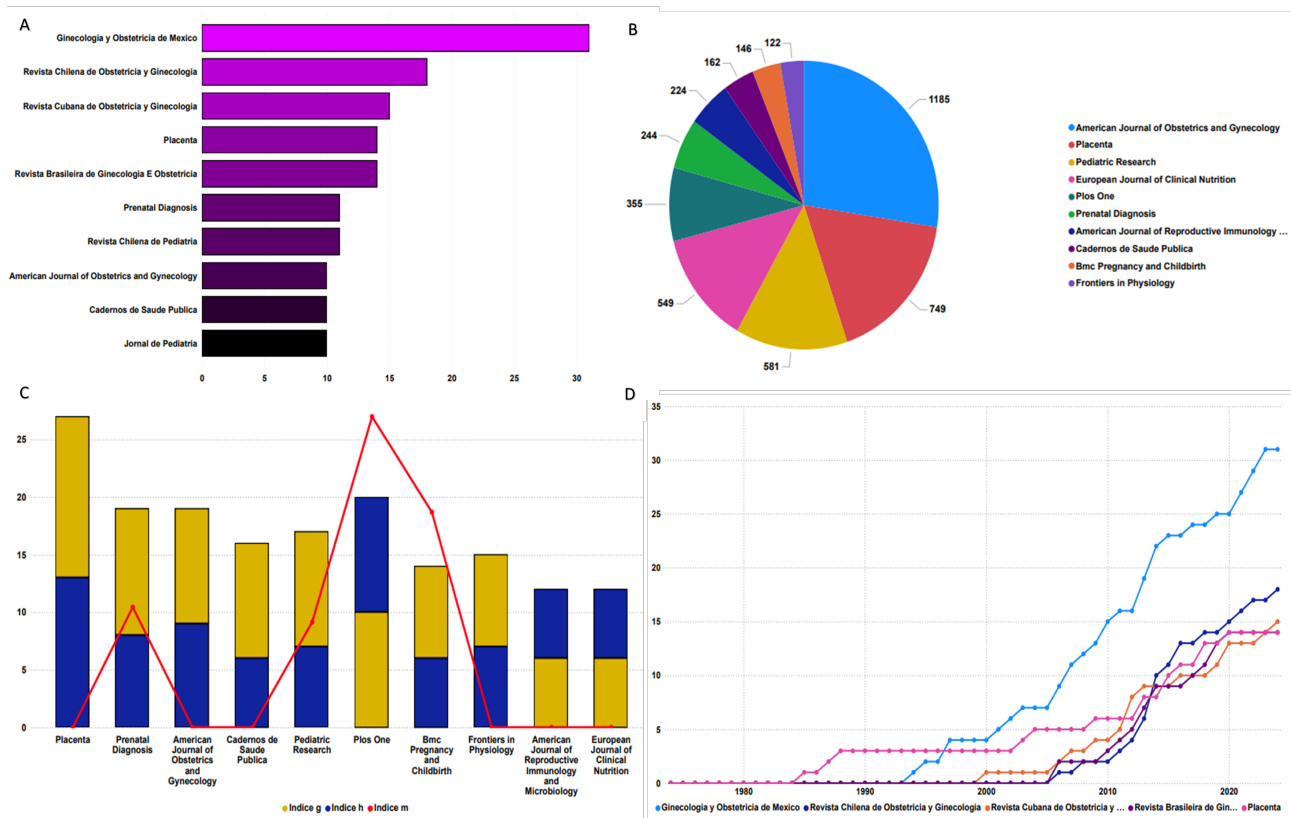 A
Ginecologia y Obstetricia de Mexico
Revista Chilena de Obstetricia y Ginecologia
Revista Cubana de Obstetricia y Ginecologia
Placenta
Revista Brasileira de Ginecologia E Obstetricia
Prenatal Diagnosis
Revista Chilena de Pediatria
American Journal of Obstetrics and Gynecology
Cadernos de Saude Publica
Jornal de Pediatria
0 5 10 15 20 25 30
B
122
146
162
224
244
355
549
581
749
1185
American Journal of Obstetrics and Gynecology
Placenta
Pediatric Research
European Journal of Clinical Nutrition
Plos One
Prenatal Diagnosis
American Journal of Reproductive Immunology ...
Cadernos de Saude Publica
Bmc Pregnancy and Childbirth
Frontiers in Physiology
C
25
20
15
10
5
0
Placenta
Prenatal
Diagnosis
American
Journal of
Obstetrics
and
Gynecology
Cadernos de
Saude
Publica
Pediatric
Research
Plos One
Bmc
Pregnancy
and
Childbirth
Frontiers in
Physiology
American
Journal of
Reproductive
Immunology
and
Microbiology
European
Journal of
Clinical
Nutrition
Indice g Indice h Indice m
D
35
30
25
20
15
10
5
0
1980 1990 2000 2010 2020
Ginecologia y Obstetricia de Mexico Revista Chilena de Obstetricia y Ginecologia Revista Cubana de Obstetricia y ... Revista Brasileira de Gin... Placenta